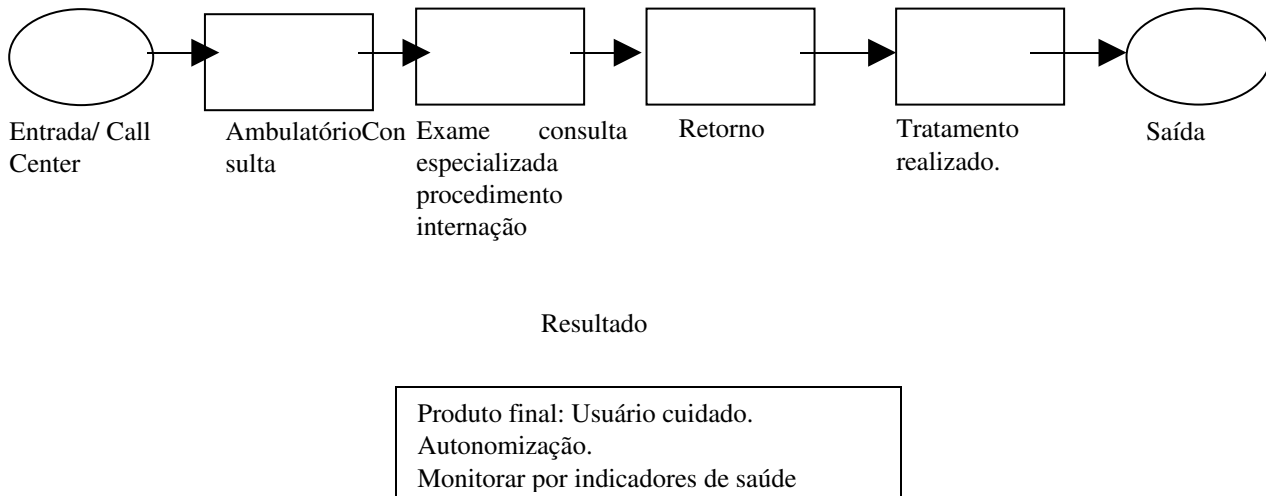 Entrada/ Call
Center
AmbulatórioCon
sulta
Exame consulta
especializada
procedimento
internação
Retorno
Tratamento
realizado.
Saída
Resultado
Produto final: Usuário cuidado.
Autonomização.
Monitorar por indicadores de saúde